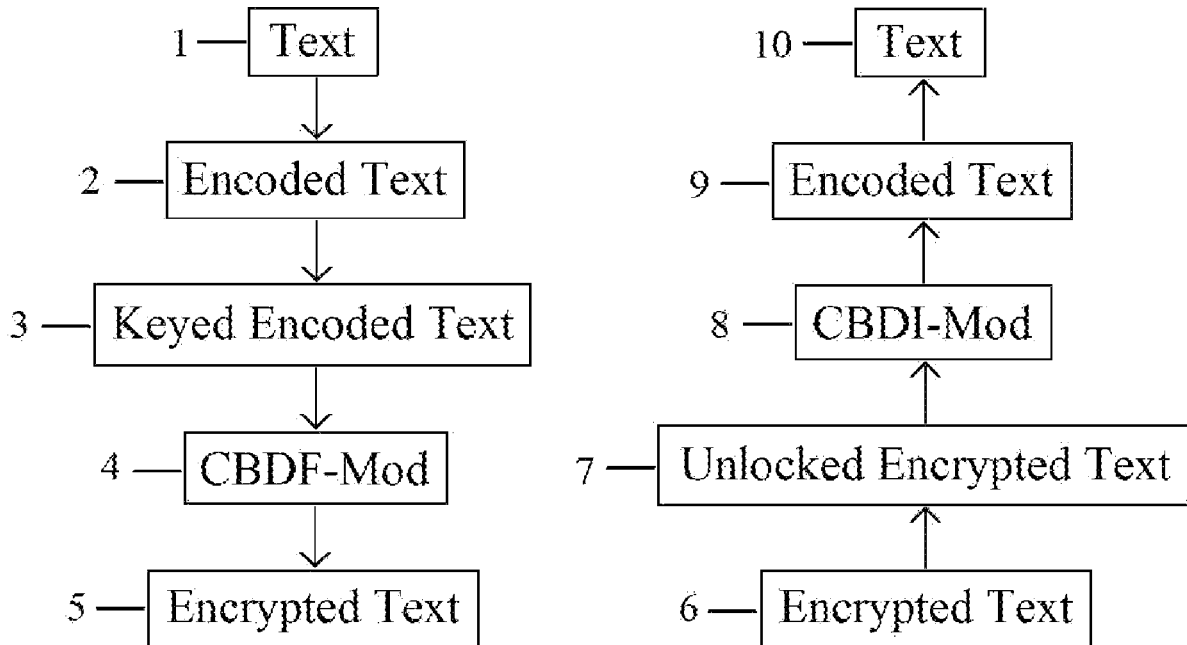 1 Text
2 Encoded Text
3 Keyed Encoded Text
4 CBDF-Mod
5 Encrypted Text
10 Text
9 Encoded Text
8 CBDI-Mod
7 Unlocked Encrypted Text
6 Encrypted Text